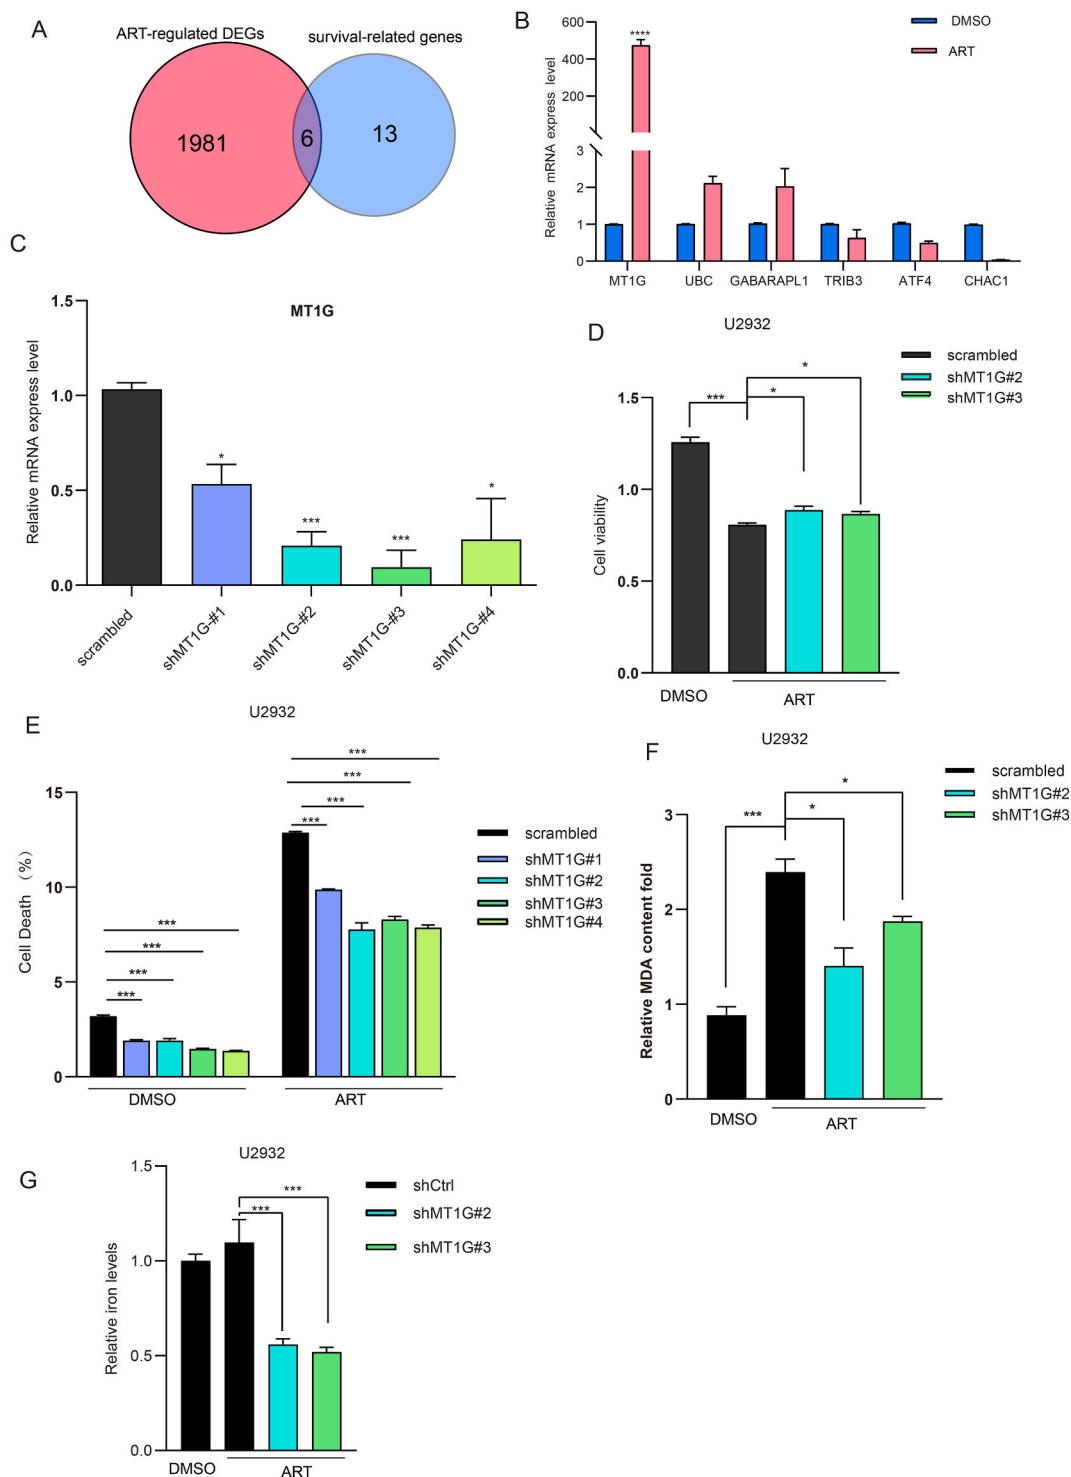 A
ART-regulated DEGs
survival-related genes
1981
6
13
B
Relative mRNA express level
600
400
200
3
2
1
0
****
DMSO
ART
MT1G
UBC
GABARAPL1
TRIB3
ATF4
CHAC1
C
MT1G
Relative mRNA express level
1.5
1.0
0.5
0.0
*
***
***
*
scrambled
shMT1G-#1
shMT1G-#2
shMT1G-#3
shMT1G-#4
D
U2932
scrambled
shMT1G#2
shMT1G#3
Cell viability
1.5
1.0
0.5
0.0
***
*
*
DMSO
ART
E
U2932
Cell Death (%)
15
10
5
0
***
***
***
***
***
***
***
***
scrambled
shMT1G#1
shMT1G#2
shMT1G#3
shMT1G#4
DMSO
ART
F
U2932
scrambled
shMT1G#2
shMT1G#3
Relative MDA content fold
3
2
1
0
***
*
*
DMSO
ART
G
U2932
shCtrl
shMT1G#2
shMT1G#3
Relative iron levels
1.5
1.0
0.5
0.0
***
***
DMSO
ART